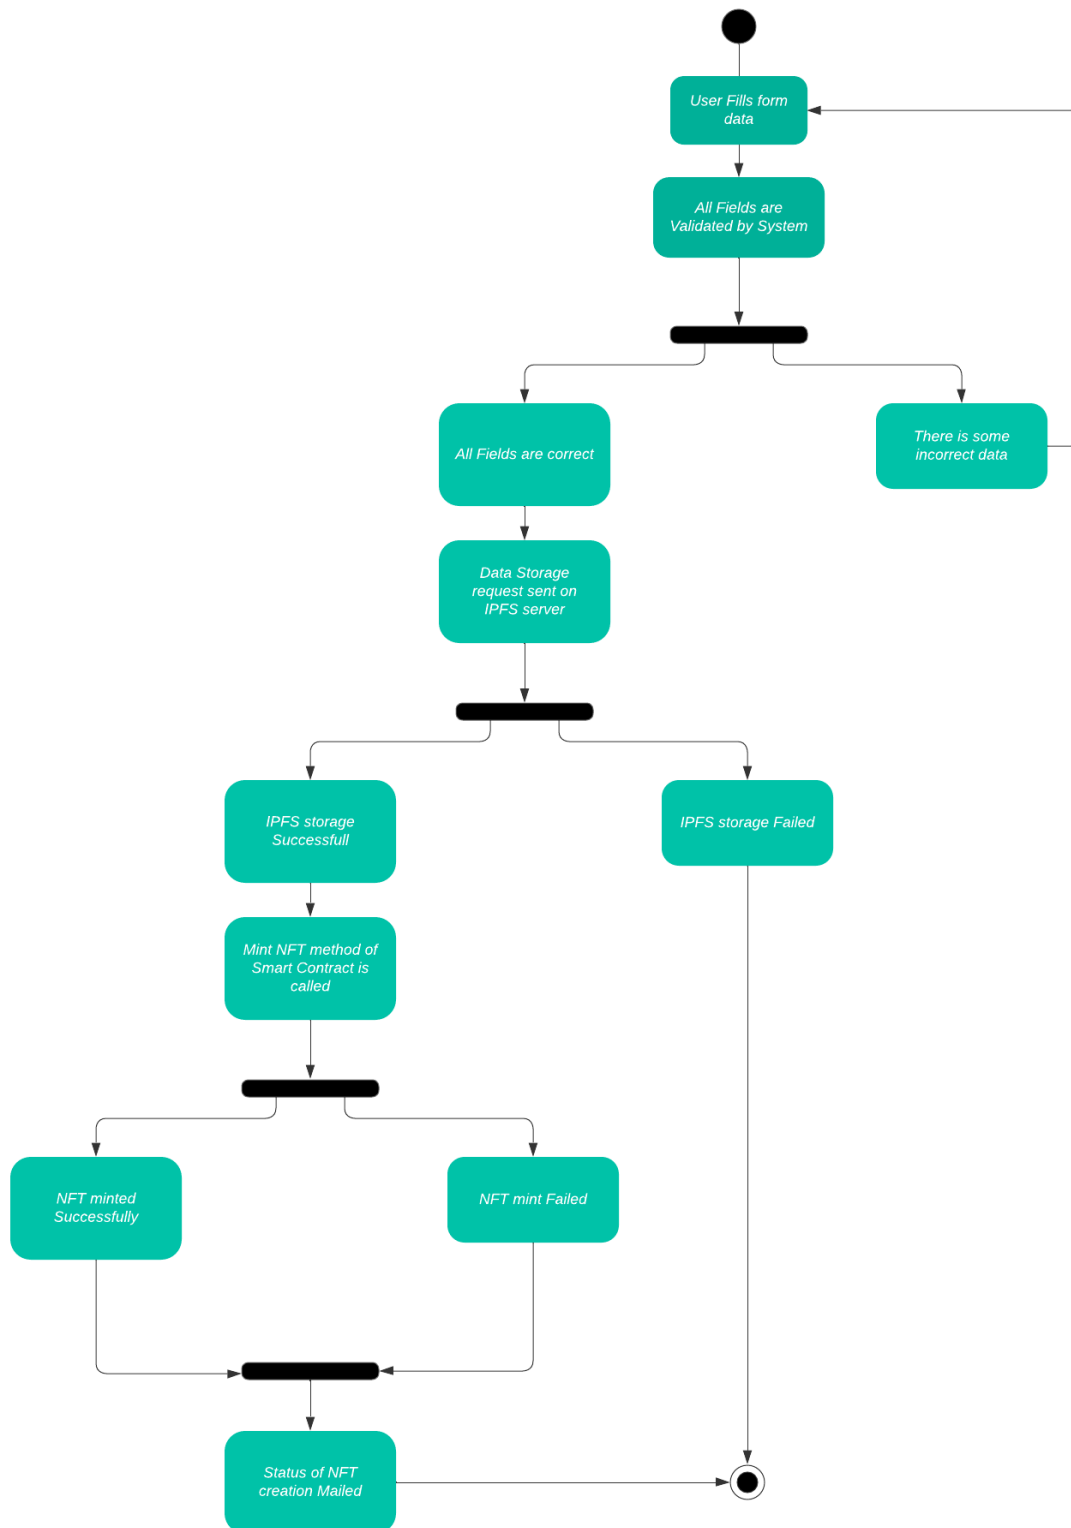 User Fills form
data
All Fields are
Validated by System
All Fields are correct
There is some
incorrect data
Data Storage
request sent on
IPFS server
IPFS storage
Successfull
IPFS storage Failed
Mint NFT method of
Smart Contract is
called
NFT minted
Successfully
NFT mint Failed
Status of NFT
creation Mailed